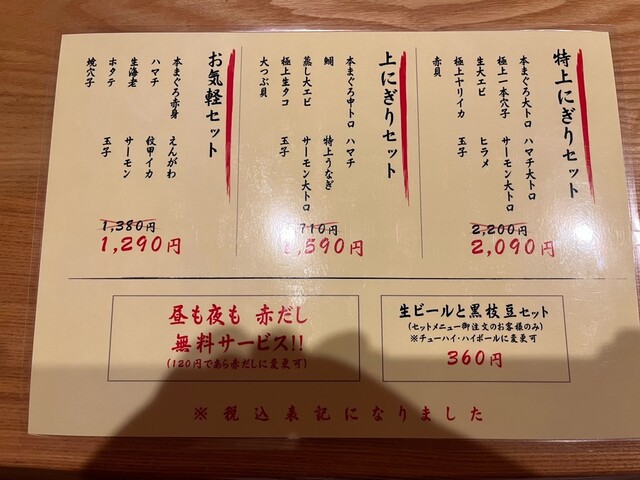 特上にぎりセット
本まぐろ大トロ ハマチ大トロ
極上一本穴子 サーモン大トロ
生大エビ ヒラメ
極上ヤリイカ 玉子
赤貝
2,200円
2,090円
上にぎりセット
本まぐろ中トロ ハマチ
鯛 特上うなぎ
蒸し大エビ サーモン大トロ
極上生タコ 玉子
大つぶ貝
710円
,590円
お気軽セット
本まぐろ赤身 えんがわ
ハマチ 紋甲イカ
生海老 サーモン
ホタテ 玉子
焼穴子
1,380円
1,290円
昼も夜も 赤だし
無料サービス!!
(120円であら赤だしに変更可)
生ビールと黒枝豆セット
(セットメニュー御注文のお客様のみ)
※チューハイ・ハイボールに変更可
360円
※税込表記になりました